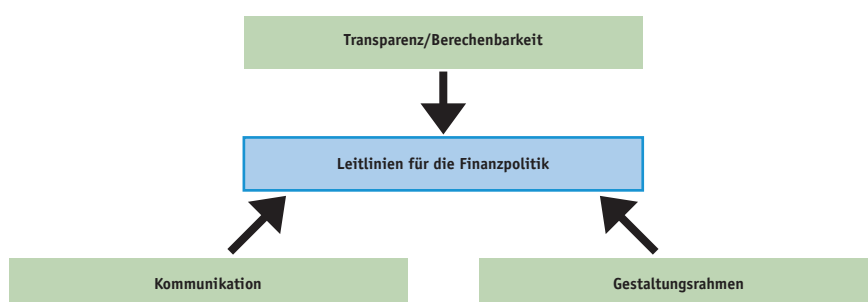 Transparenz/Berechenbarkeit
Leitlinien für die Finanzpolitik
Kommunikation
Gestaltungsrahmen